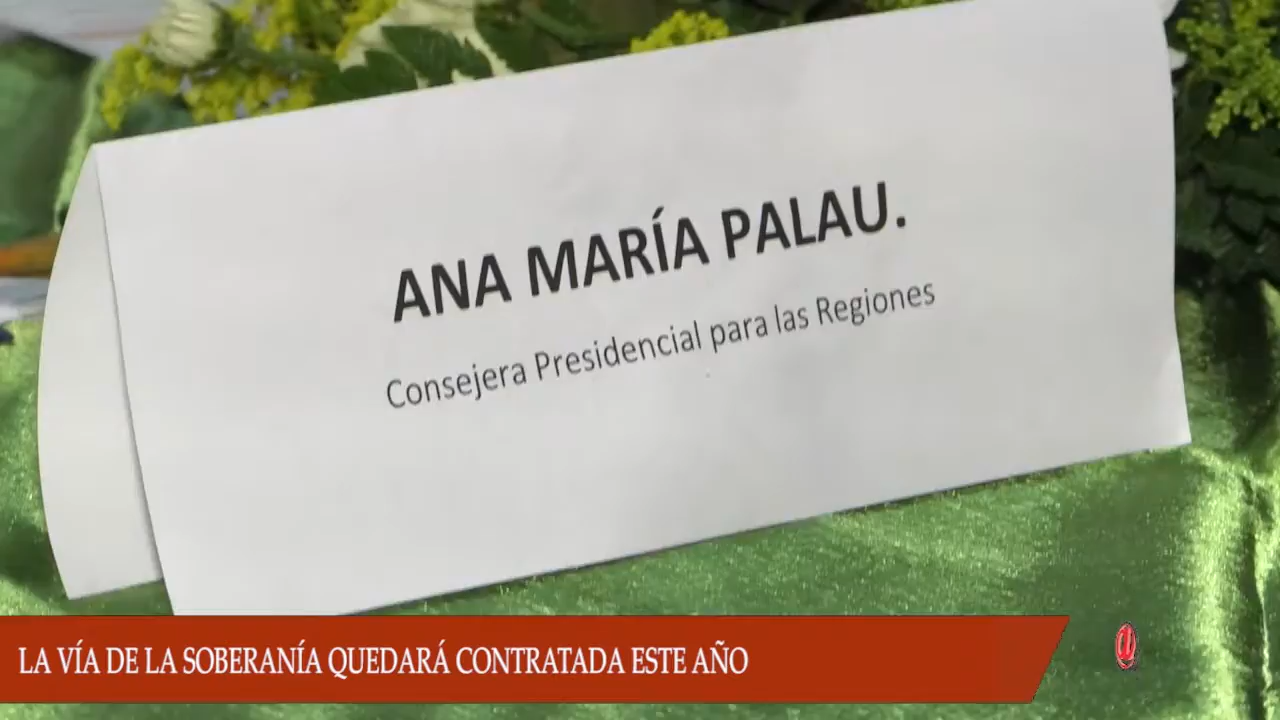 ANA MARÍA PALAU.
Consejera Presidencial para las Regiones
LA VÍA DE LA SOBERANÍA QUEDARÁ CONTRATADA ESTE AÑO